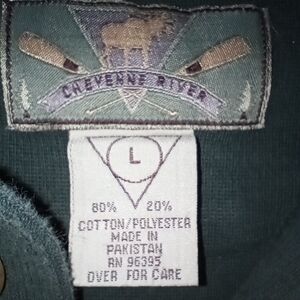 CHEYENNE RIVER
L
80% 20%
COTTON/POLYESTER
MADE IN
PAKISTAN
RN 96395
OVER FOR CARE